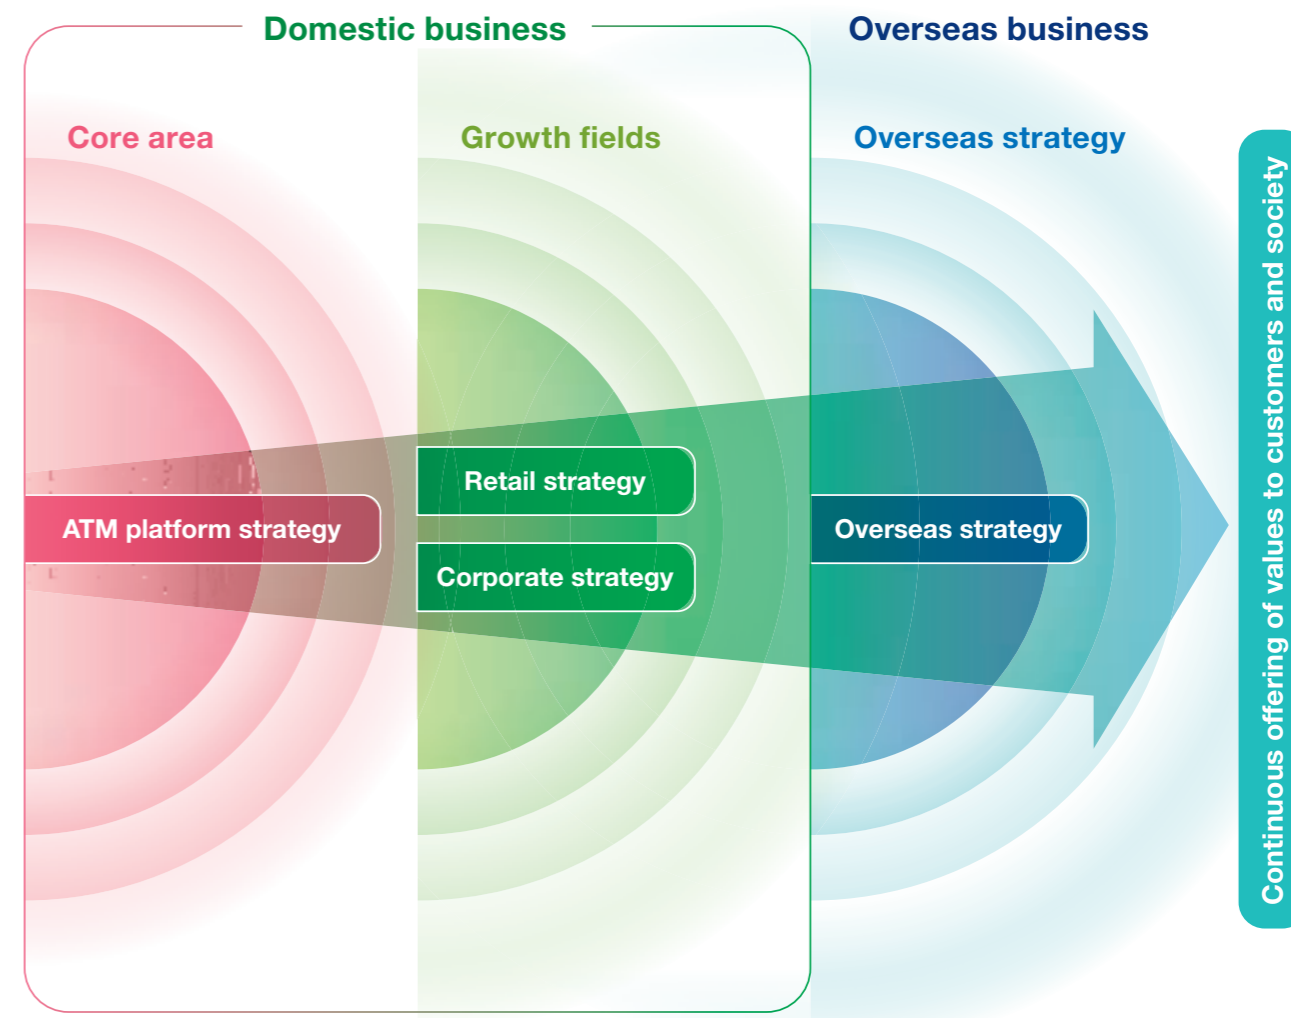 Domestic business
Overseas business
Core area
Growth fields
Overseas strategy
ATM platform strategy
Retail strategy
Corporate strategy
Overseas strategy
Continuous offering of values to customers and society